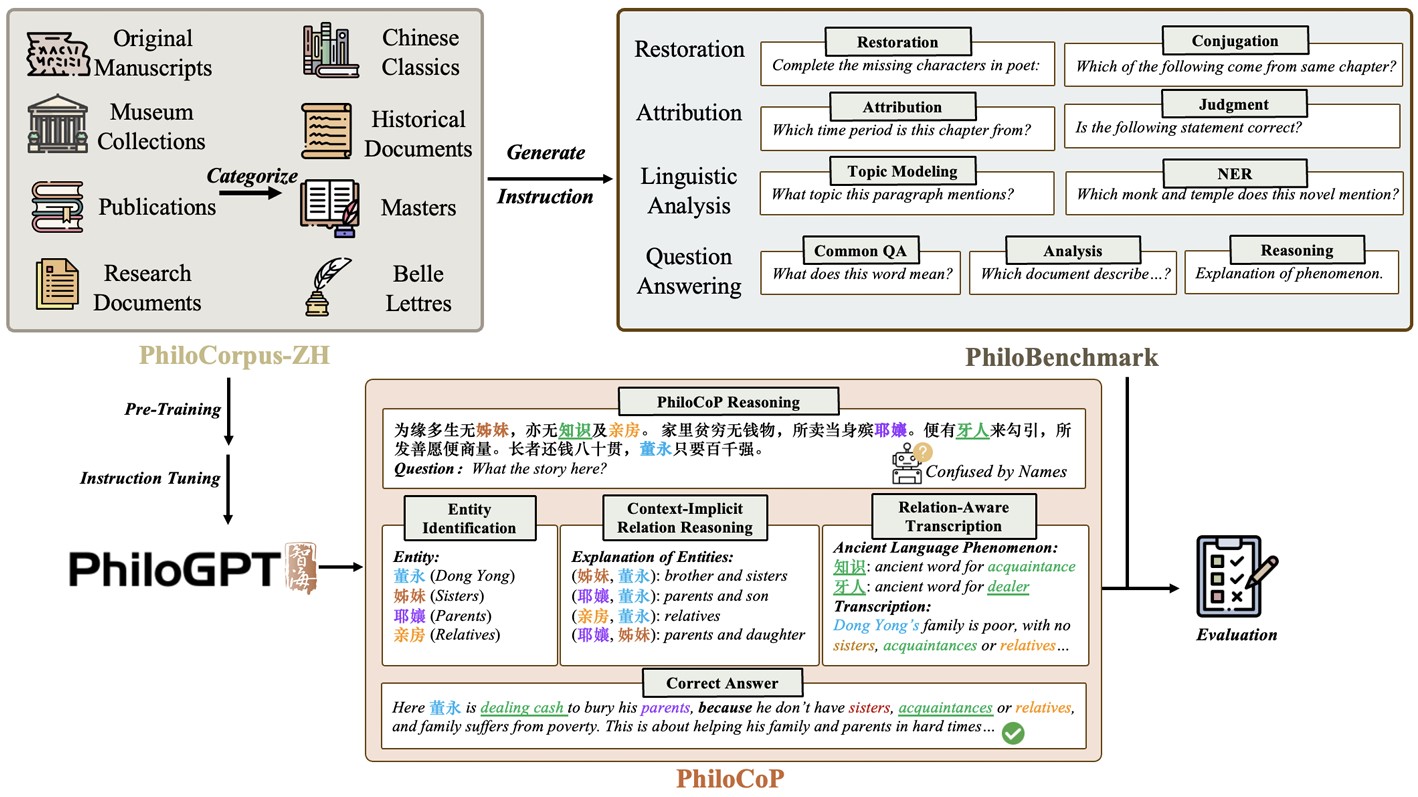 Original
Manuscripts
Chinese
Classics
Museum
Collections
Historical
Documents
Categorize
Publications
Masters
Research
Documents
Belle
Lettres
PhiloCorpus-ZH
Generate
Instruction
Restoration
Restoration
Complete the missing characters in poet:
Conjugation
Which of the following come from same chapter?
Attribution
Attribution
Which time period is this chapter from?
Judgment
Is the following statement correct?
Linguistic
Analysis
Topic Modeling
What topic this paragraph mentions?
NER
Which monk and temple does this novel mention?
Question
Answering
Common QA
What does this word mean?
Analysis
Which document describe…?
Reasoning
Explanation of phenomenon.
PhiloBenchmark
Pre-Training
Instruction Tuning
PhiloGPT
智海
PhiloCoP Reasoning
为缘多生无姊妹，亦无知识及亲房。 家里贫穷无钱物，所卖当身殡耶孃。便有牙人来勾引，所
发善愿便商量。长者还钱八十贯，董永只要百千强。
Question : What the story here?
?
Confused by Names
Entity
Identification
Entity:
董永 (Dong Yong)
姊妹 (Sisters)
耶孃 (Parents)
亲房 (Relatives)
Context-Implicit
Relation Reasoning
Explanation of Entities:
(姊妹, 董永): brother and sisters
(耶孃, 董永): parents and son
(亲房, 董永): relatives
(耶孃, 姊妹): parents and daughter
Relation-Aware
Transcription
Ancient Language Phenomenon:
知识: ancient word for acquaintance
牙人: ancient word for dealer
Transcription:
Dong Yong's family is poor, with no
sisters, acquaintances or relatives…
Correct Answer
Here 董永 is dealing cash to bury his parents, because he don't have sisters, acquaintances or relatives,
and family suffers from poverty. This is about helping his family and parents in hard times…
PhiloCoP
Evaluation